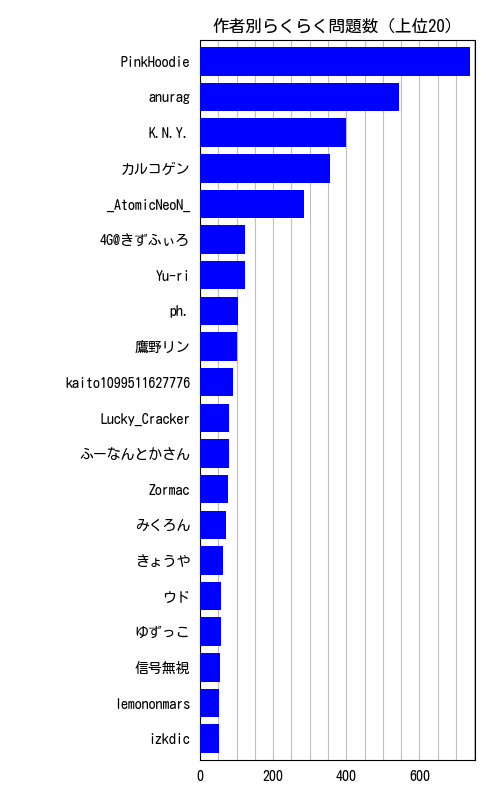 作者別らくらく問題数（上位20）
PinkHoodie
anurag
K.N.Y.
カルコゲン
_AtomicNeoN_
4G@きずふぃろ
Yu-ri
ph.
鷹野リン
kaito1099511627776
Lucky_Cracker
ふーなんとかさん
Zormac
みくろん
きょうや
ウド
ゆずっこ
信号無視
lemononmars
izkdic
0 200 400 600